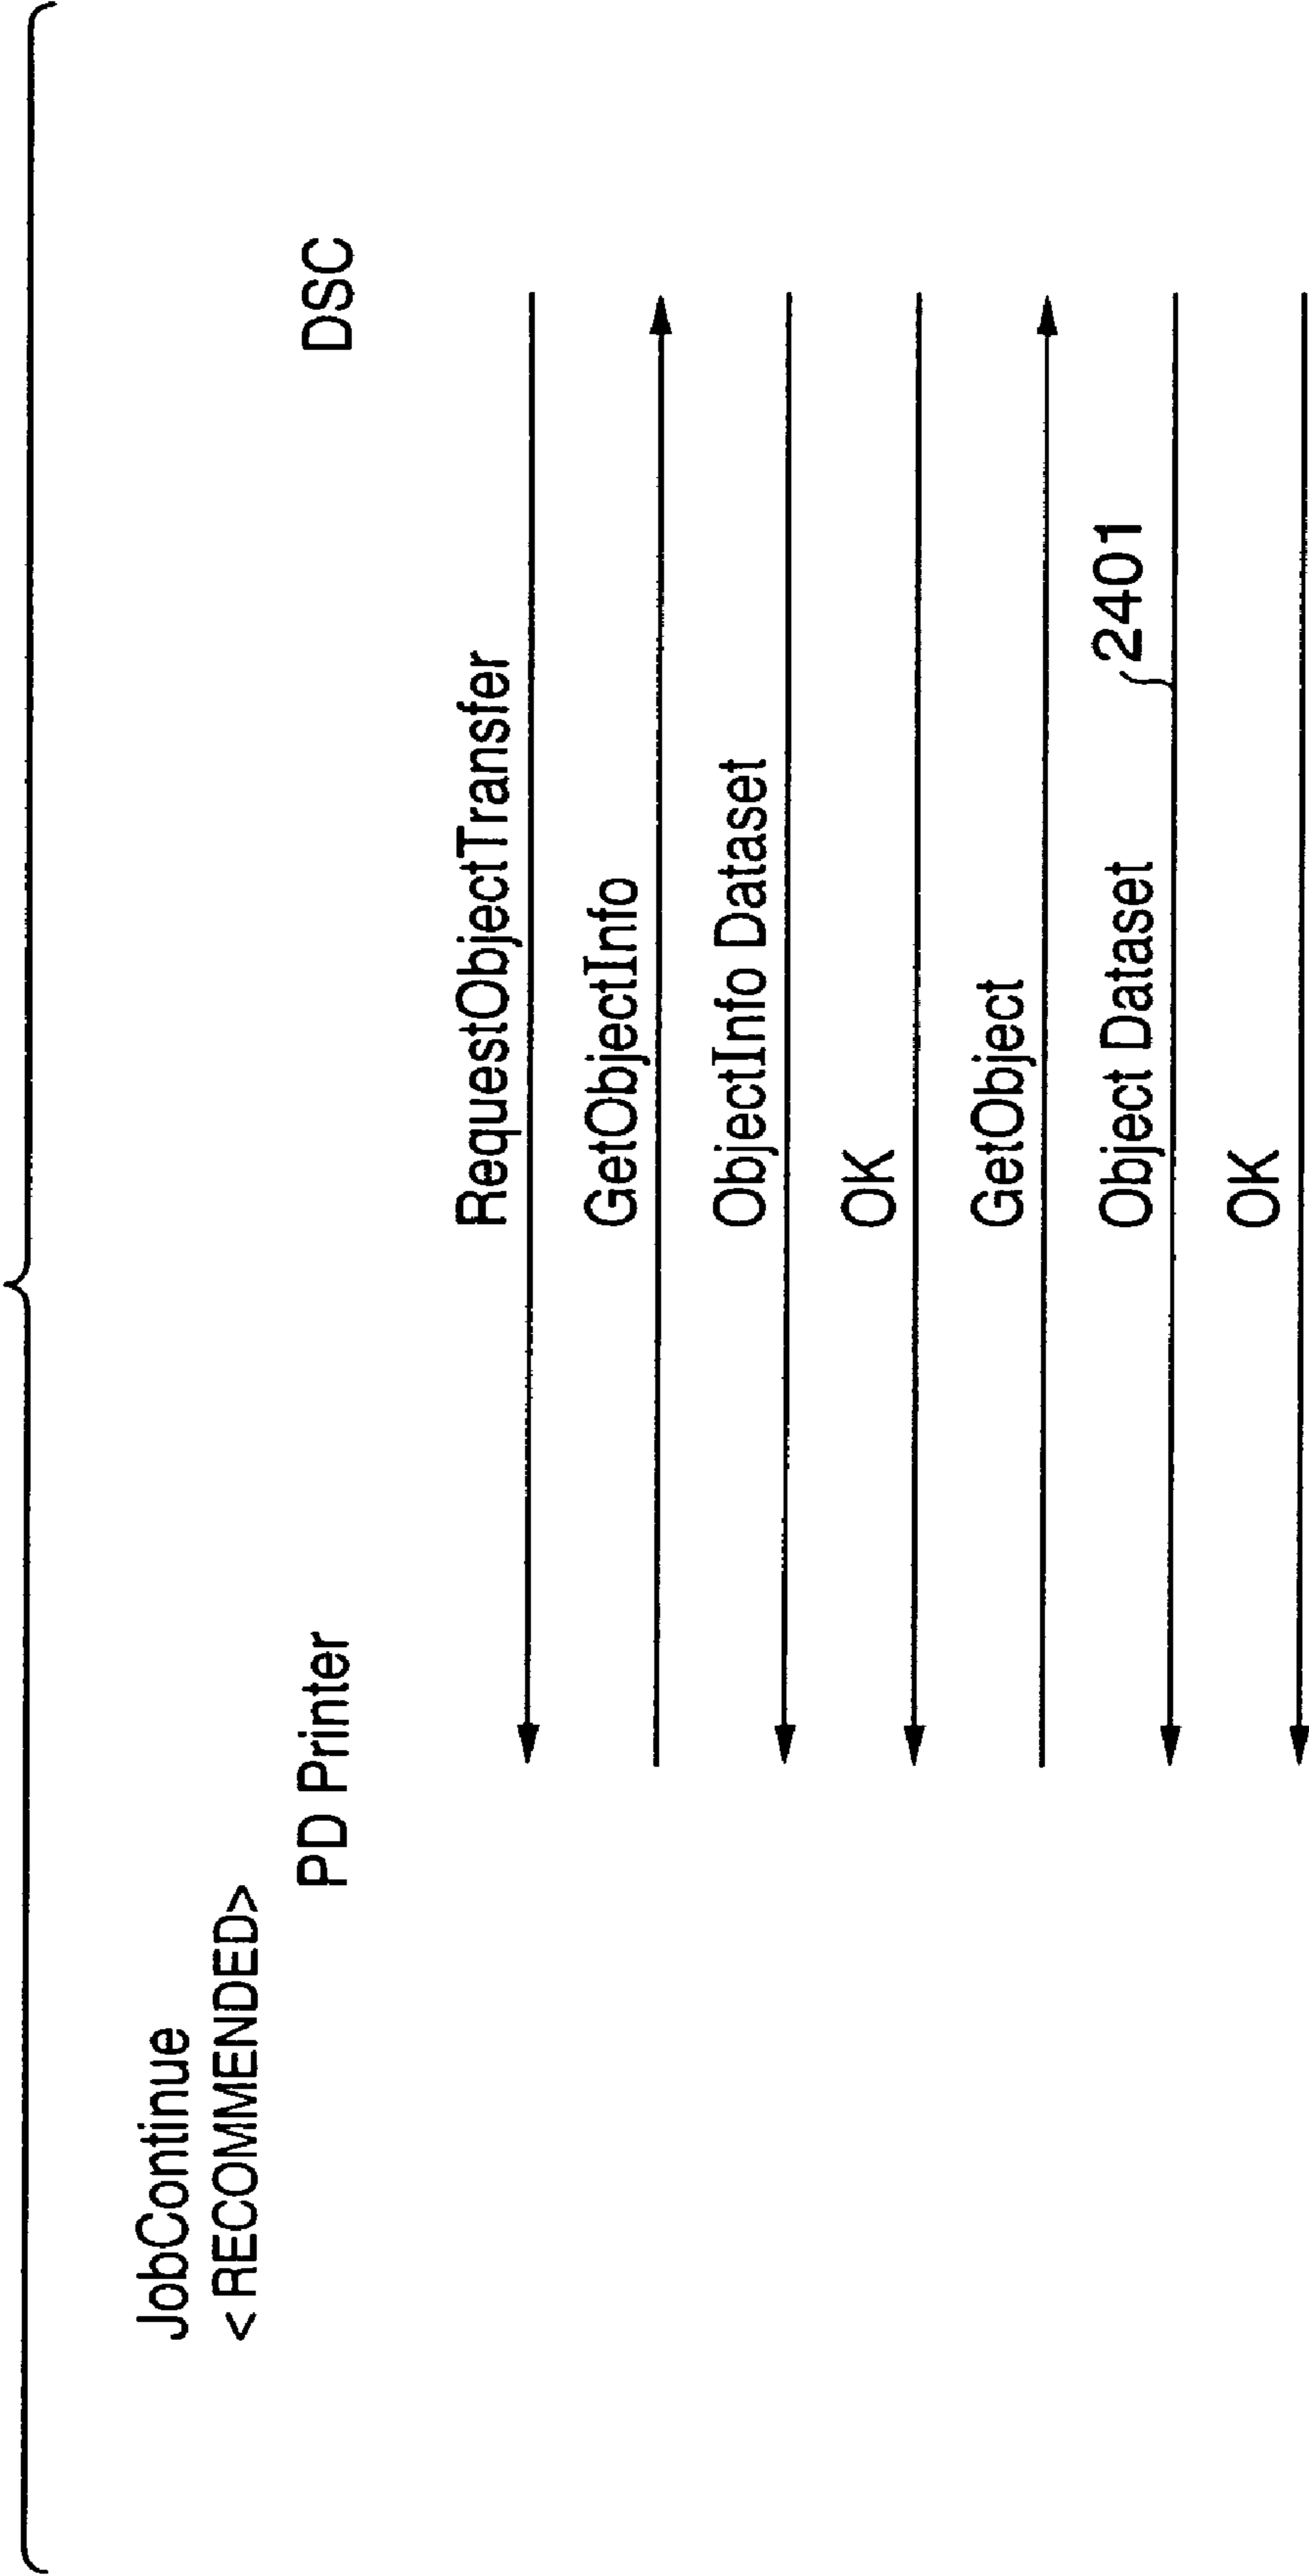 JobContinue
<RECOMMENDED>
PD Printer DSC
RequestObjectTransfer
GetObjectInfo
ObjectInfo Dataset
OK
GetObject
Object Dataset 2401
OK